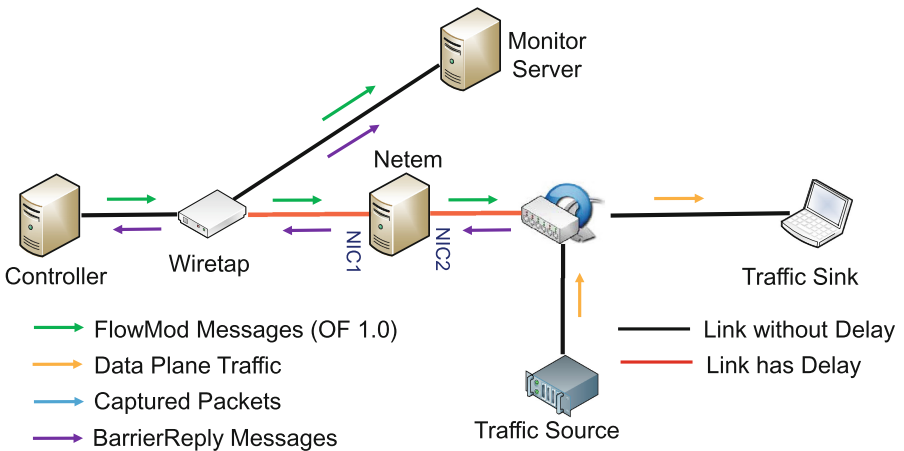 Monitor
Server
Netem
NIC1
NIC2
Controller
Wiretap
Traffic Sink
FlowMod Messages (OF 1.0)
Data Plane Traffic
Captured Packets
BarrierReply Messages
Link without Delay
Link has Delay
Traffic Source